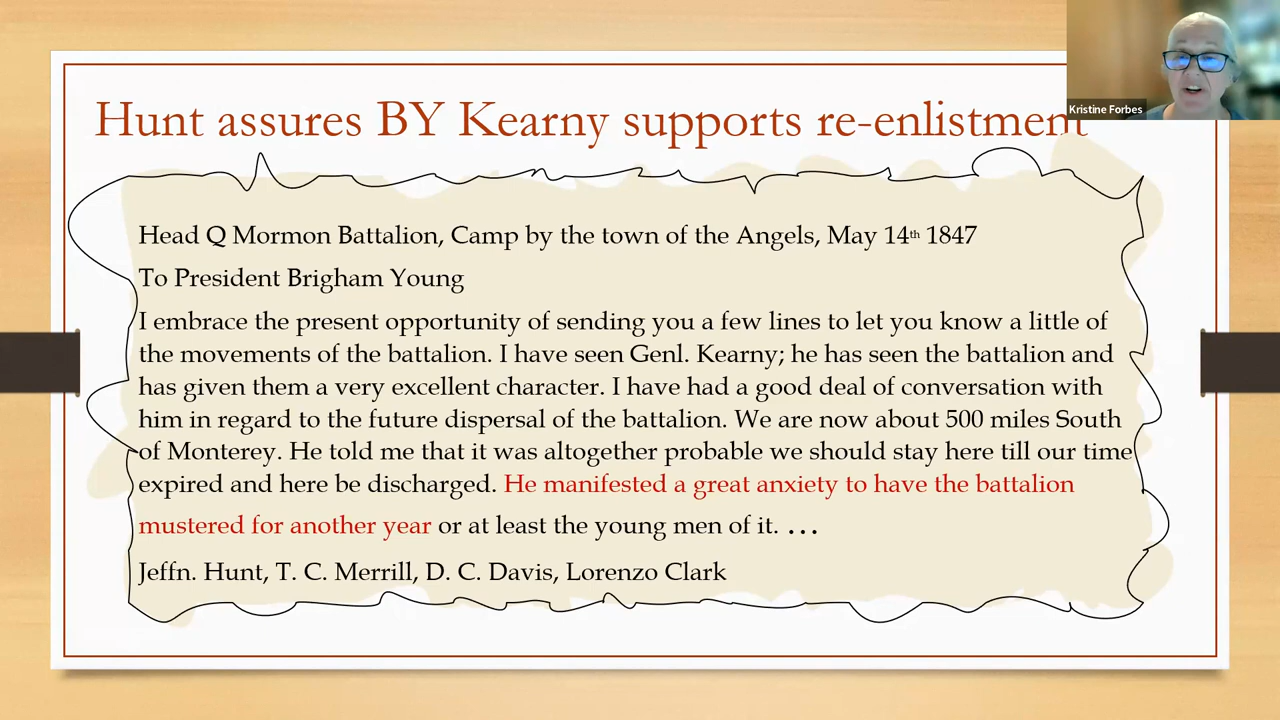 Hunt assures BY Kearny supports re-enlistment
Kristine Forbes
Head Q Mormon Battalion, Camp by the town of the Angels, May 14th 1847
To President Brigham Young
I embrace the present opportunity of sending you a few lines to let you know a little of
the movements of the battalion. I have seen Genl. Kearny; he has seen the battalion and
has given them a very excellent character. I have had a good deal of conversation with
him in regard to the future dispersal of the battalion. We are now about 500 miles South
of Monterey. He told me that it was altogether probable we should stay here till our time
expired and here be discharged. He manifested a great anxiety to have the battalion
mustered for another year or at least the young men of it. ...
Jeffn. Hunt, T. C. Merrill, D. C. Davis, Lorenzo Clark